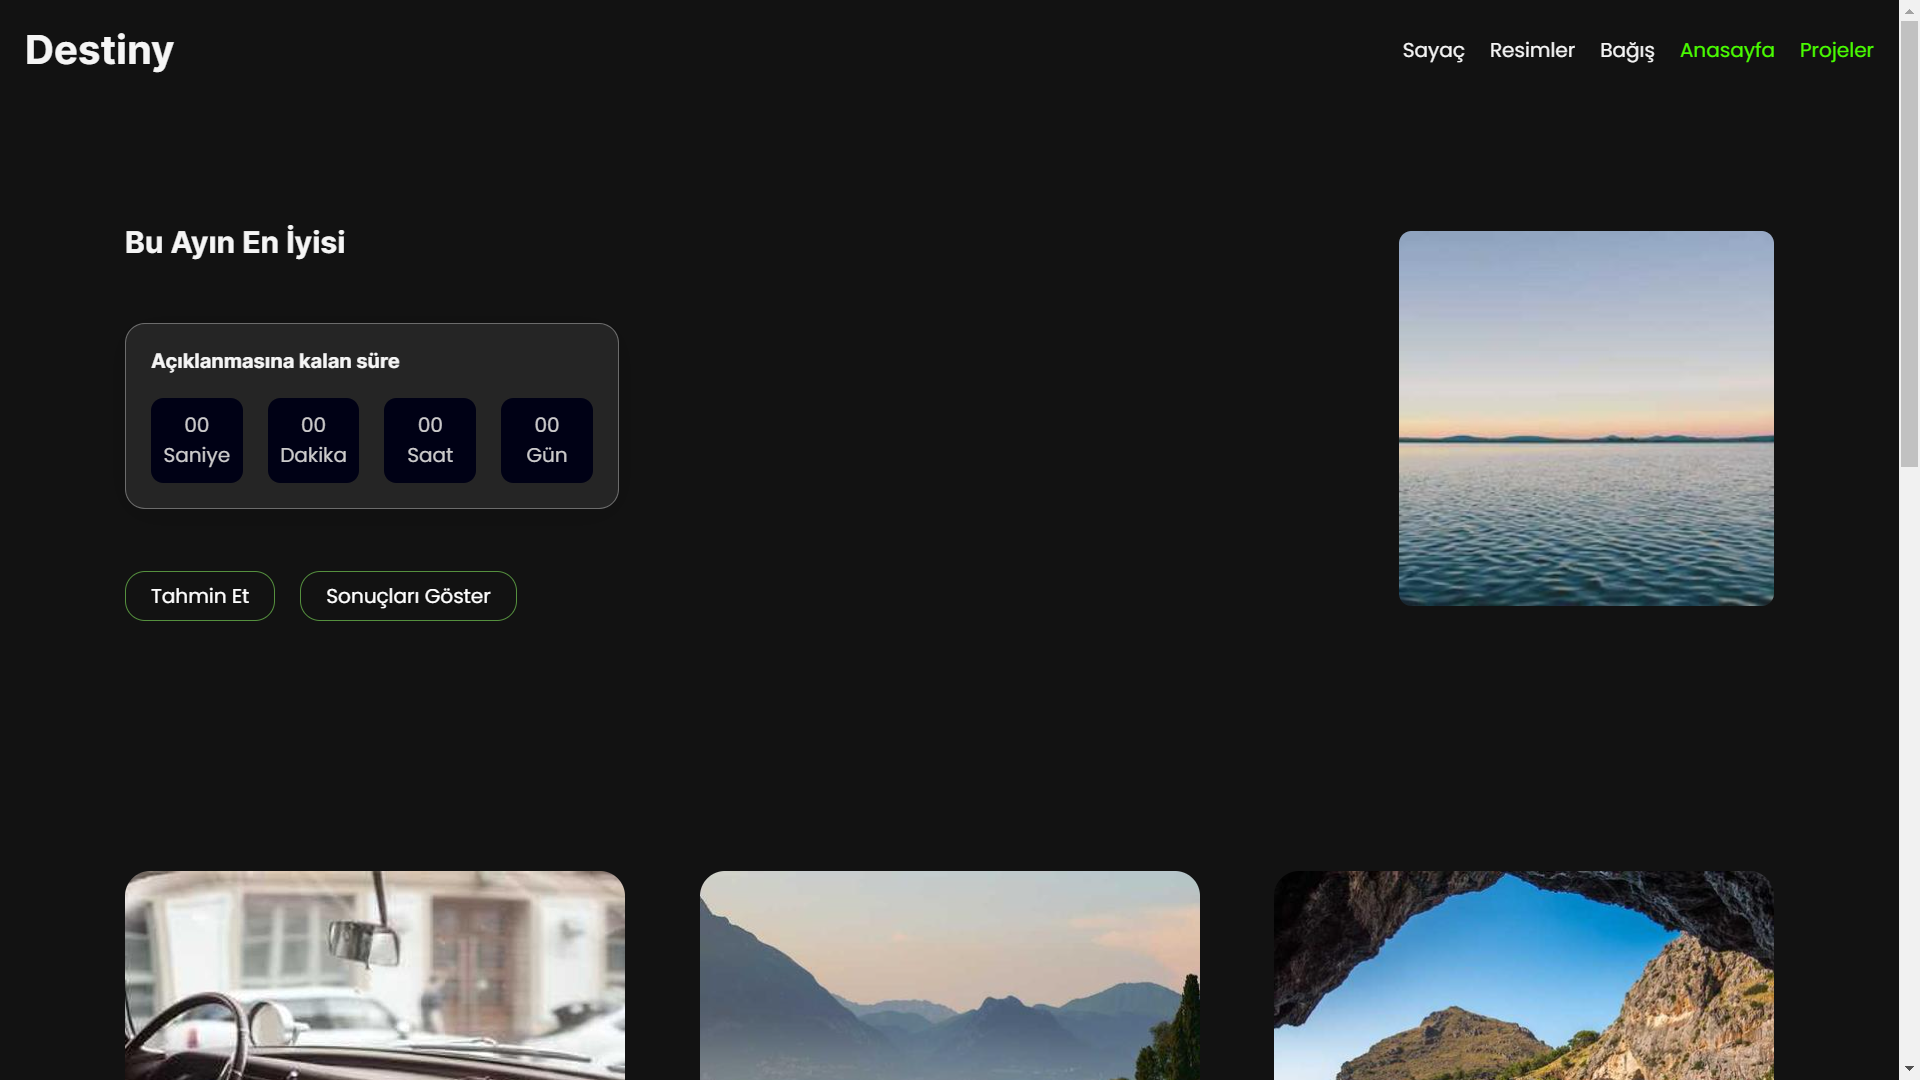 Destiny
Sayaç Resimler Bağış Anasayfa Projeler
Bu Ayın En İyisi
Açıklanmasına kalan süre
00 00 00 00
Saniye Dakika Saat Gün
Tahmin Et Sonuçları Göster